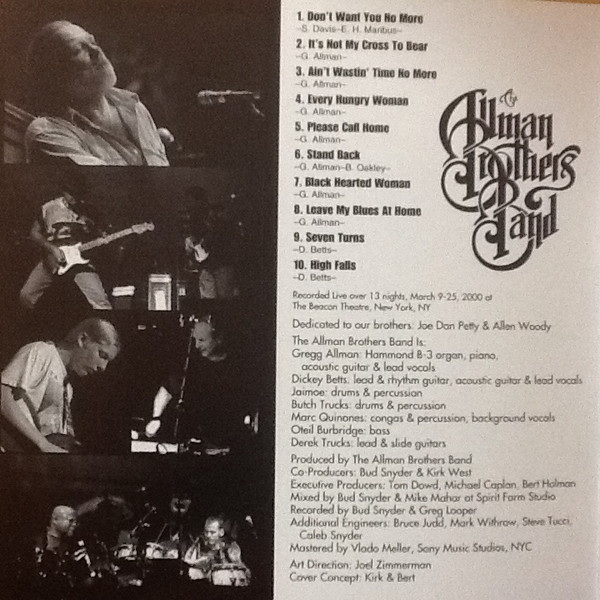 1. Don't Want You No More
–S. Davis–E. H. Maribus–
2. It's Not My Cross To Bear
–G. Allman–
3. Ain't Wastin' Time No More
–G. Allman–
4. Every Hungry Woman
–G. Allman–
5. Please Call Home
–G. Allman–
6. Stand Back
–G. Allman–B. Oakley–
7. Black Hearted Woman
–G. Allman–
8. Leave My Blues At Home
–G. Allman–
9. Seven Turns
–D. Betts–
10. High Falls
–D. Betts–
The
Allman
Brothers
Band
Recorded Live over 13 nights, March 9-25, 2000 at
The Beacon Theatre, New York, NY
Dedicated to our brothers: Joe Dan Petty & Allen Woody
The Allman Brothers Band Is:
Gregg Allman: Hammond B-3 organ, piano,
acoustic guitar & lead vocals
Dickey Betts: lead & rhythm guitar, acoustic guitar & lead vocals
Jaimoe: drums & percussion
Butch Trucks: drums & percussion
Marc Quinones: congas & percussion, background vocals
Oteil Burbridge: bass
Derek Trucks: lead & slide guitars
Produced by The Allman Brothers Band
Co-Producers: Bud Snyder & Kirk West
Executive Producers: Tom Dowd, Michael Caplan, Bert Holman
Mixed by Bud Snyder & Mike Mahar at Spirit Farm Studio
Recorded by Bud Snyder & Greg Looper
Additional Engineers: Bruce Judd, Mark Withrow, Steve Tucci,
Caleb Snyder
Mastered by Vlado Meller, Sony Music Studios, NYC
Art Direction: Joel Zimmerman
Cover Concept: Kirk & Bert